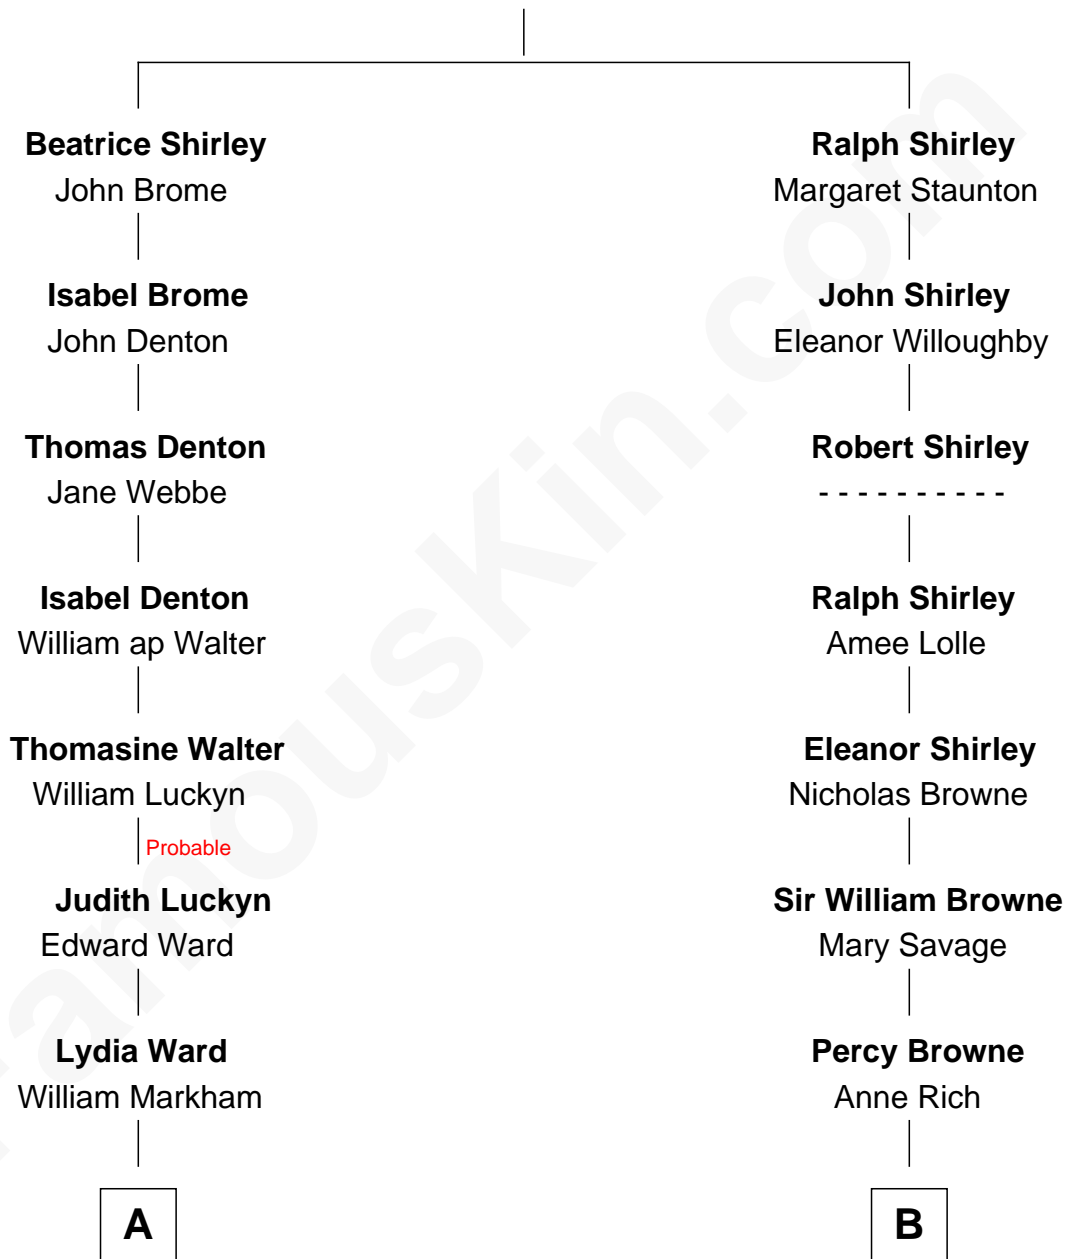 Beatrice Shirley
John Brome
Isabel Brome
John Denton
Thomas Denton
Jane Webbe
Isabel Denton
William ap Walter
Thomasine Walter
William Luckyn
Probable
Judith Luckyn
Edward Ward
Lydia Ward
William Markham
A
Ralph Shirley
Margaret Staunton
John Shirley
Eleanor Willoughby
Robert Shirley
- - - - - - - - - -
Ralph Shirley
Amee Lolle
Eleanor Shirley
Nicholas Browne
Sir William Browne
Mary Savage
Percy Browne
Anne Rich
B
FamousKin.com